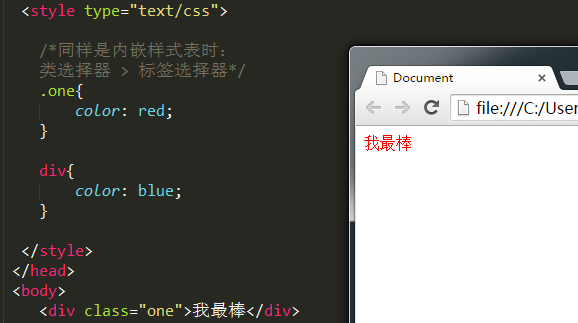 <style type="text/css">
/*同样是内嵌样式表时：
类选择器 > 标签选择器*/
.one{
color: red;
}
div{
color: blue;
}
</style>
</head>
<body>
<div class="one">我最棒</div>
Document
file:///C:/User
我最棒